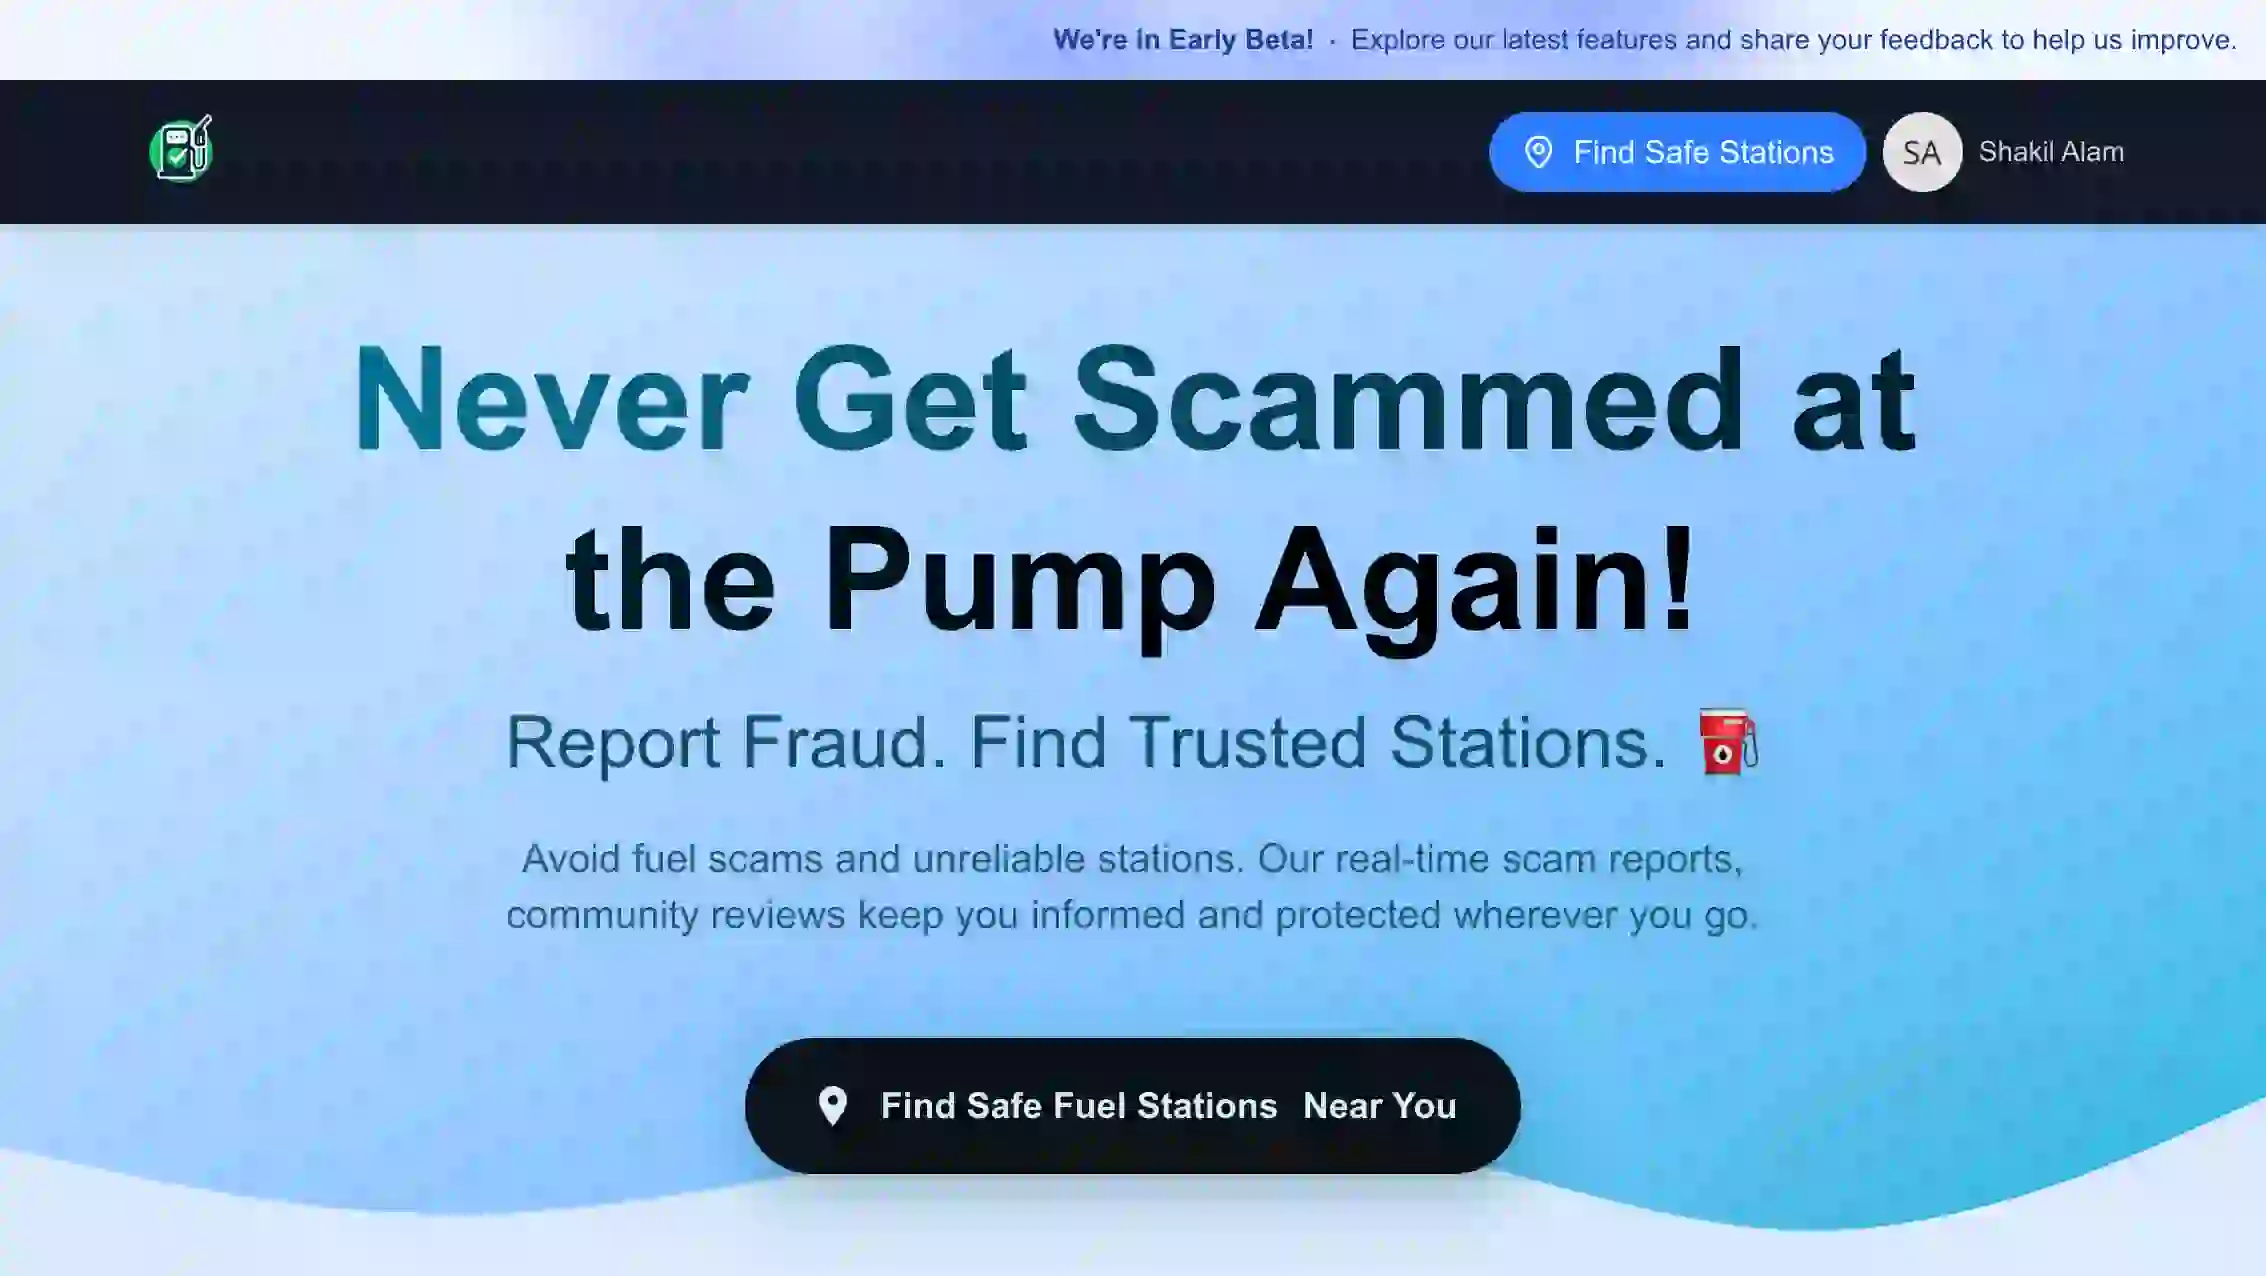 We're in Early Beta! · Explore our latest features and share your feedback to help us improve.
Find Safe Stations
SA
Shakil Alam
Never Get Scammed at
the Pump Again!
Report Fraud. Find Trusted Stations. ⛽
Avoid fuel scams and unreliable stations. Our real-time scam reports,
community reviews keep you informed and protected wherever you go.
Find Safe Fuel Stations Near You